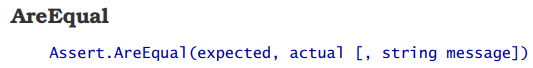 AreEqual
Assert.AreEqual(expected, actual [, string message])